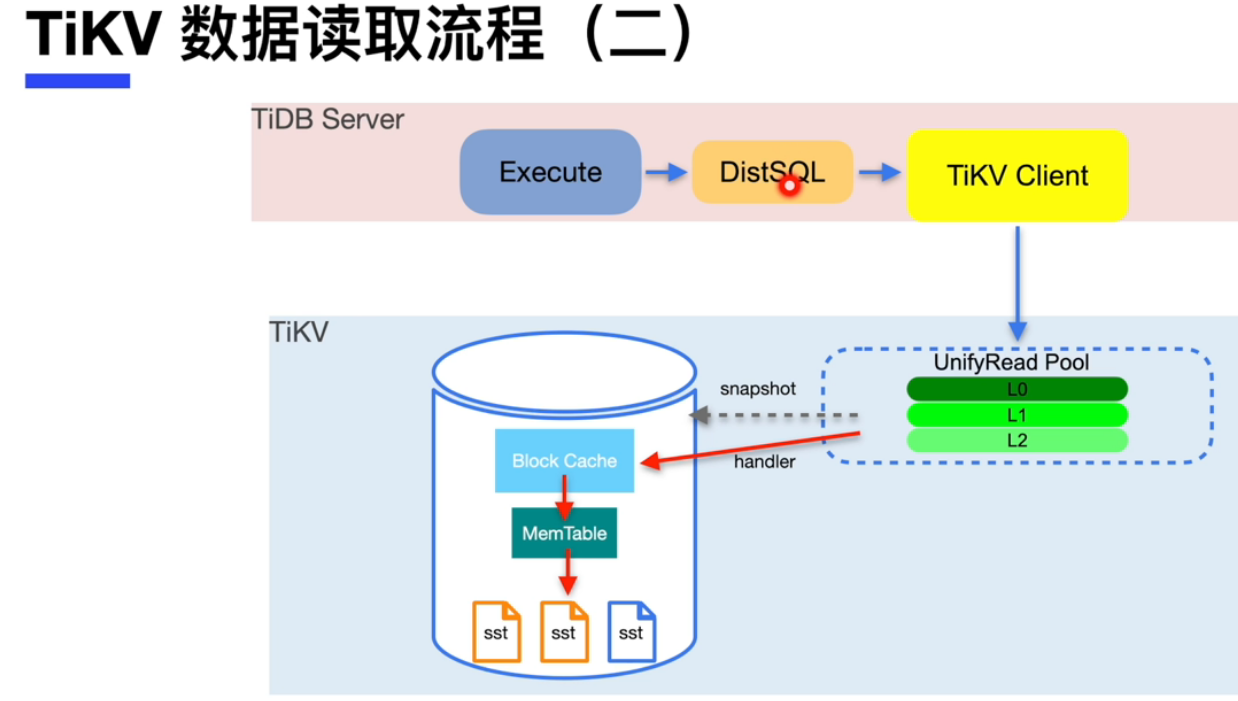 TiKV 数据读取流程（二）
TiDB Server
Execute
DistSQL
TiKV Client
TiKV
UnifyRead Pool
L0
L1
L2
snapshot
handler
Block Cache
MemTable
sst
sst
sst